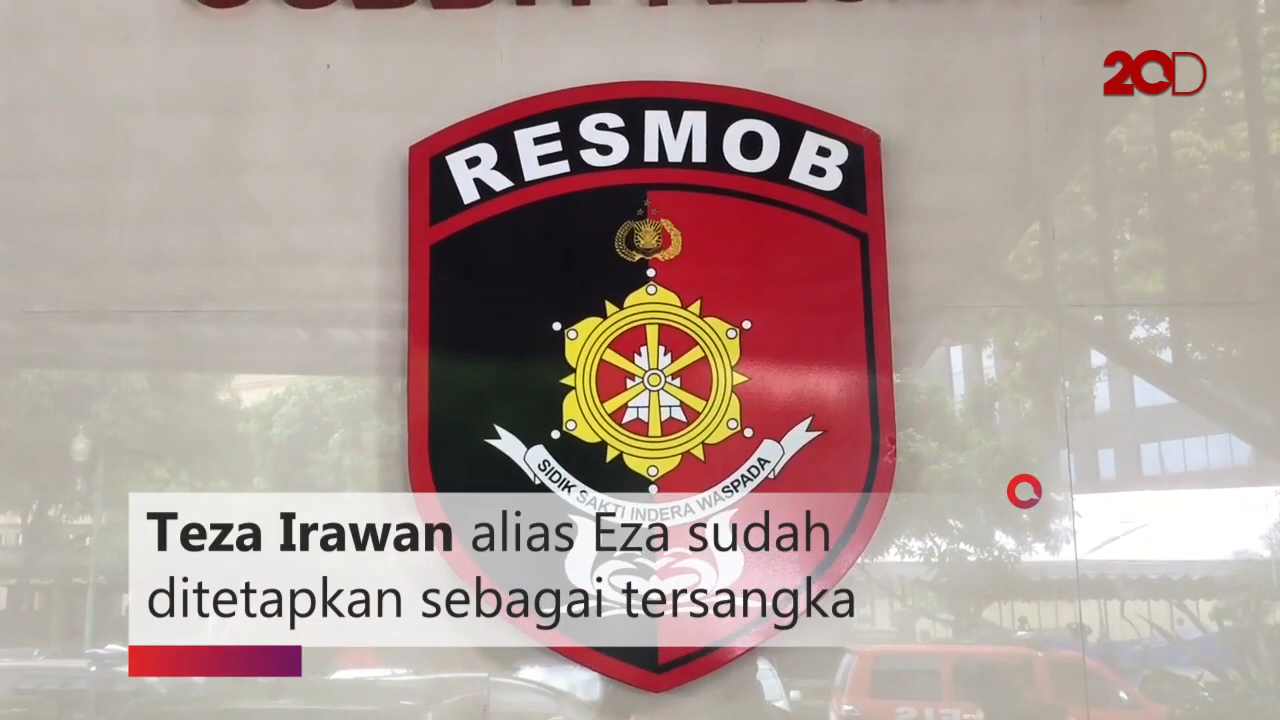 20D
RESMOB
SIDIK SAKTI INDERA WASPADA
Teza Irawan alias Eza sudah
ditetapkan sebagai tersangka